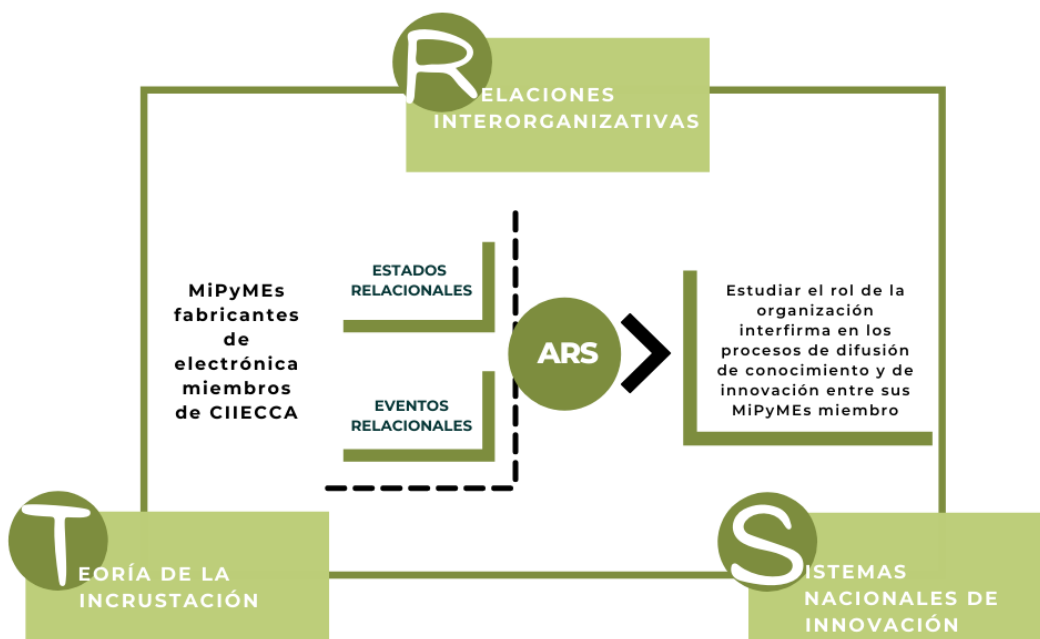 RELACIONES
INTERORGANIZATIVAS
MiPyMEs
fabricantes
de
electrónica
miembros
de CIIECCA
ESTADOS
RELACIONALES
EVENTOS
RELACIONALES
ARS
Estudiar el rol de la
organización
interfirma en los
procesos de difusión
de conocimiento y de
innovación entre sus
MiPyMEs miembro
TEORÍA DE LA
INCRUSTACIÓN
SISTEMAS
NACIONALES DE
INNOVACIÓN